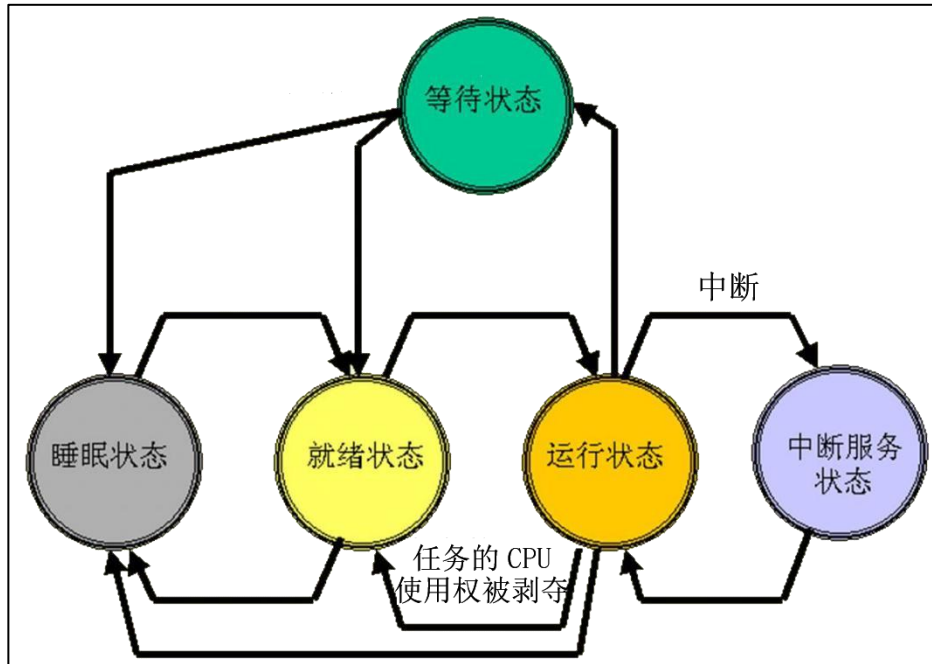 等待状态
中断
睡眠状态
就绪状态
运行状态
中断服务
状态
任务的 CPU
使用权被剥夺